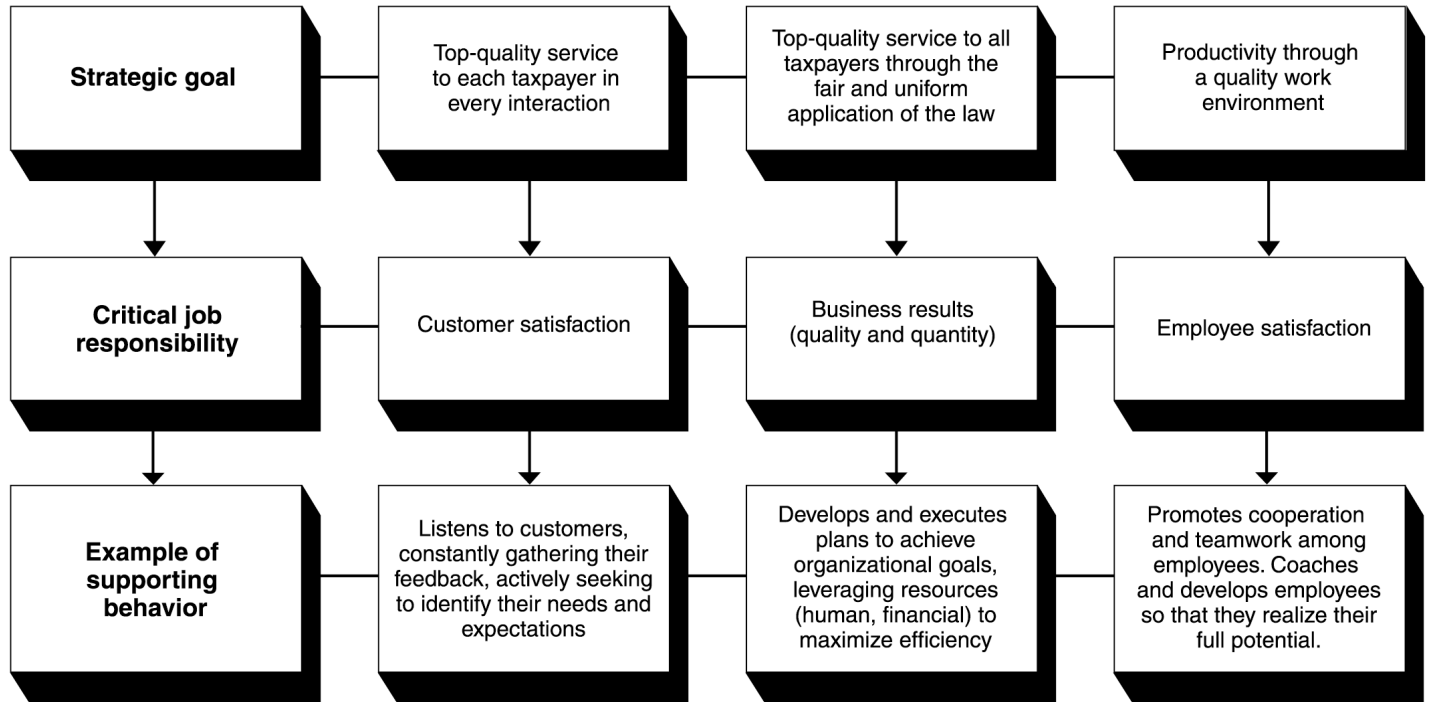 Strategic goal
Top-quality service
to each taxpayer in
every interaction
Top-quality service to all
taxpayers through the
fair and uniform
application of the law
Productivity through
a quality work
environment
Critical job
responsibility
Customer satisfaction
Business results
(quality and quantity)
Employee satisfaction
Example of
supporting
behavior
Listens to customers,
constantly gathering their
feedback, actively seeking
to identify their needs and
expectations
Develops and executes
plans to achieve
organizational goals,
leveraging resources
(human, financial) to
maximize efficiency
Promotes cooperation
and teamwork among
employees. Coaches
and develops employees
so that they realize their
full potential.